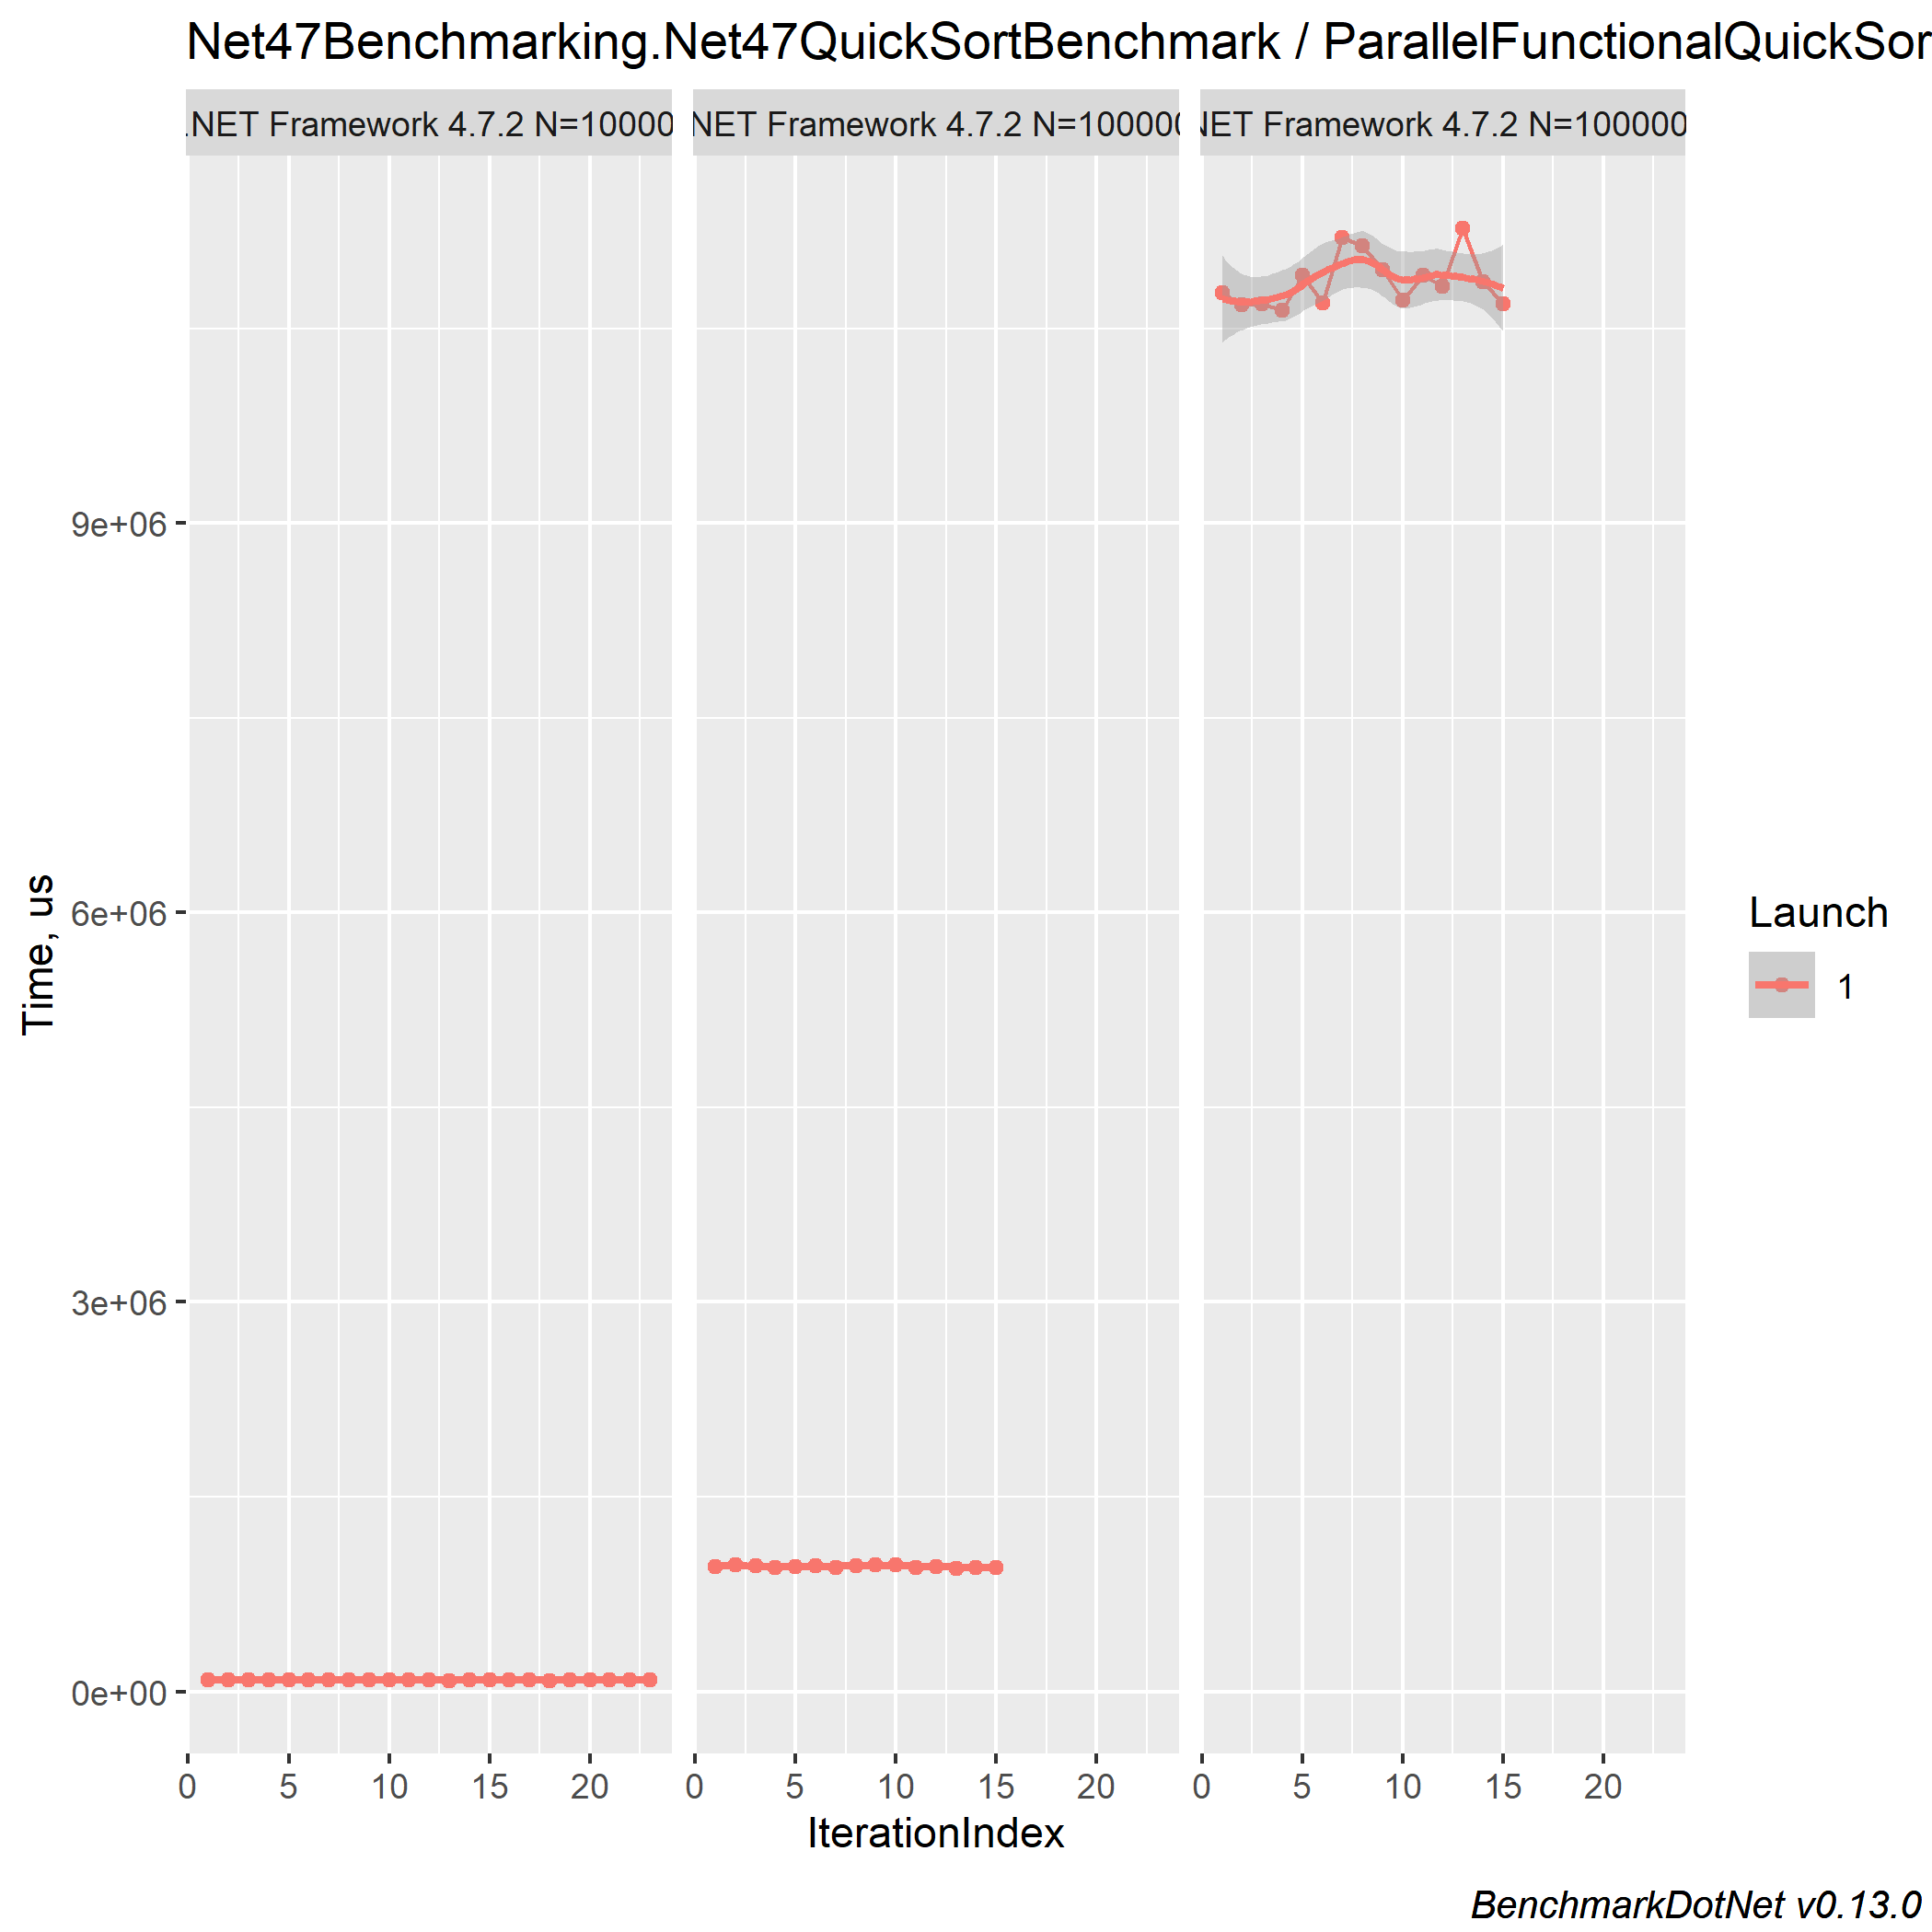 Net47Benchmarking.Net47QuickSortBenchmark / ParallelFunctionalQuickSor
.NET Framework 4.7.2 N=10000
NET Framework 4.7.2 N=100000
NET Framework 4.7.2 N=100000
Time, us
9e+06
6e+06
3e+06
0e+00
0 5 10 15 20
0 5 10 15 20
0 5 10 15 20
IterationIndex
Launch
1
BenchmarkDotNet v0.13.0